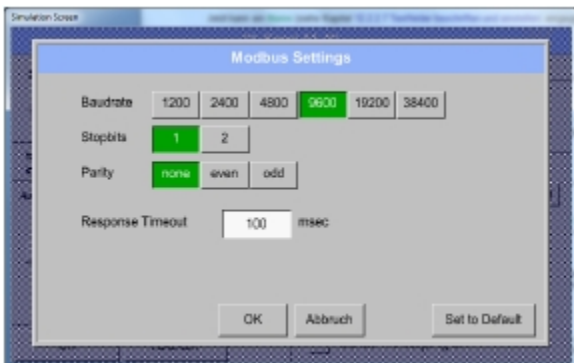 Simulation Screen
Modbus Settings
Baudrate 1200 2400 4800 9600 19200 38400
Stopbits 1 2
Parity none even odd
Response Timeout 100 msec
OK Abbruch Set to Default